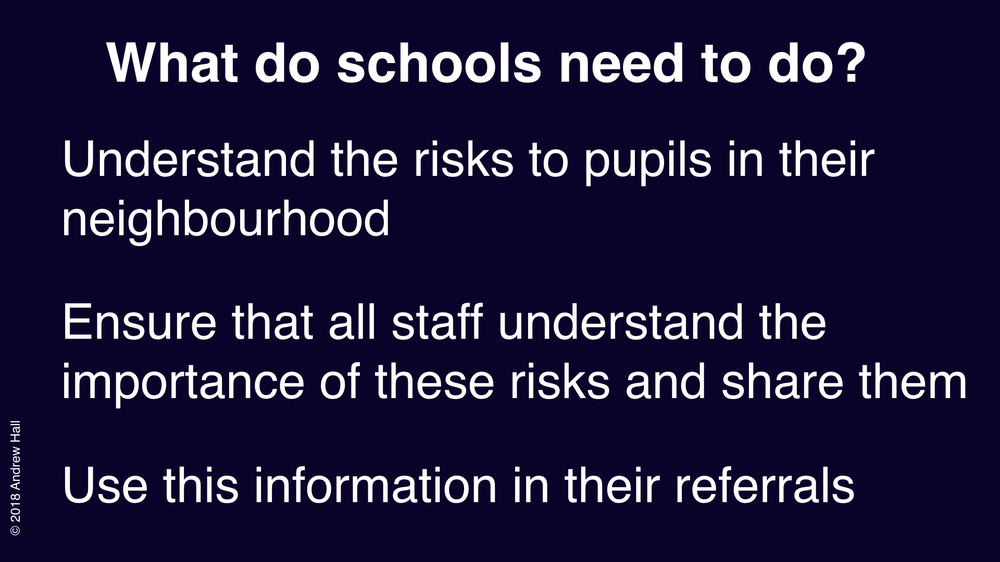 What do schools need to do?
Understand the risks to pupils in their
neighbourhood
Ensure that all staff understand the
importance of these risks and share them
Use this information in their referrals
© 2018 Andrew Hall